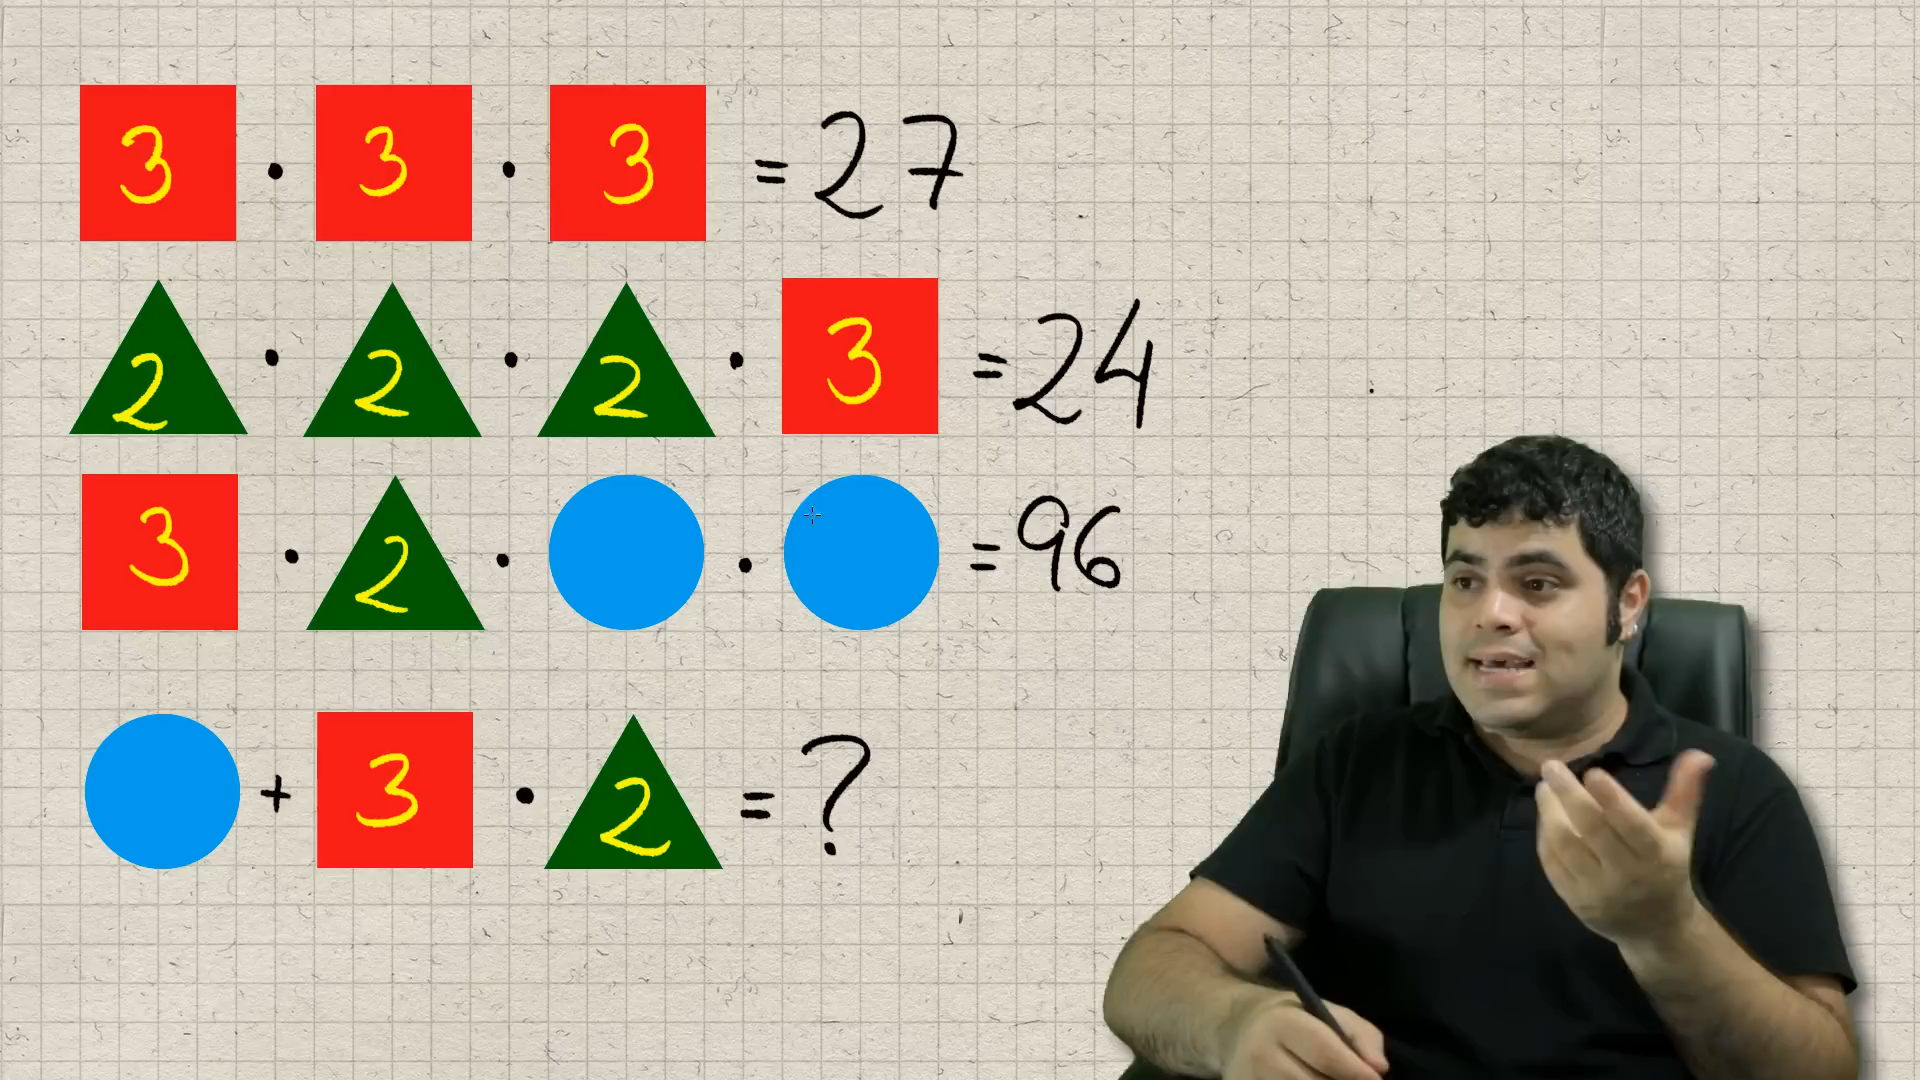 3 · 3 · 3 = 27
2 · 2 · 2 · 3 = 24
3 · 2 · · = 96
+ 3 · 2 = ?